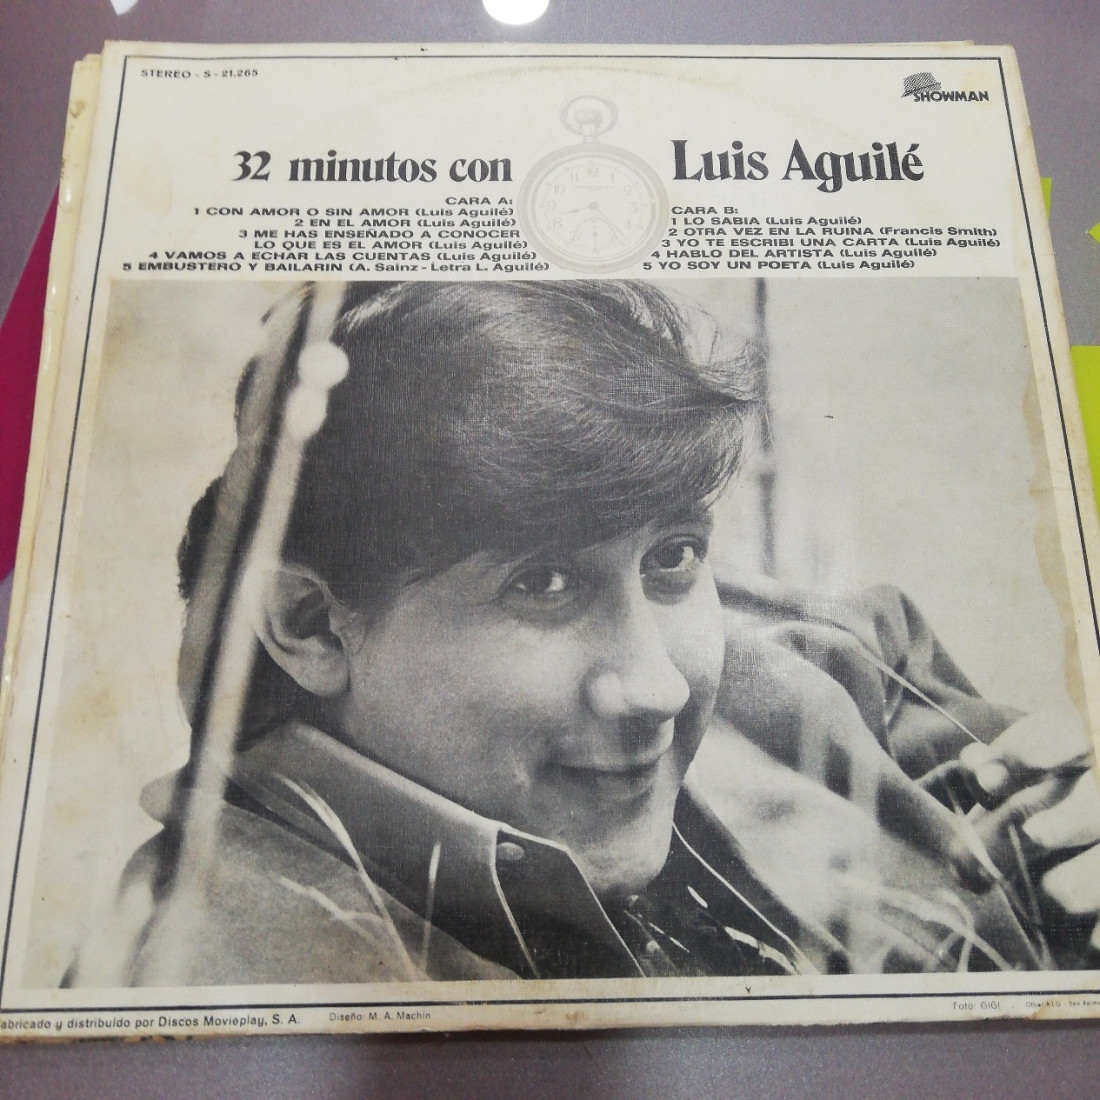 STEREO - S - 21.265
SHOWMAN
32 minutos con
Luis Aguilé
CARA A:
1 CON AMOR O SIN AMOR (Luis Aguilé)
2 EN EL AMOR (Luis Aguilé)
3 ME HAS ENSEÑADO A CONOCER
LO QUE ES EL AMOR (Luis Aguilé)
4 VAMOS A ECHAR LAS CUENTAS (Luis Aguilé)
5 EMBUSTERO Y BAILARIN (A. Sainz - Letra L. Aguilé)
CARA B:
1 LO SABIA (Luis Aguilé)
2 OTRA VEZ EN LA RUINA (Francis Smith)
3 YO TE ESCRIBI UNA CARTA (Luis Aguilé)
4 HABLO DEL ARTISTA (Luis Aguilé)
5 YO SOY UN POETA (Luis Aguilé)
abricado y distribuído por Discos Movieplay, S. A.
Diseño: M. A. Machín
Foto: GIGI